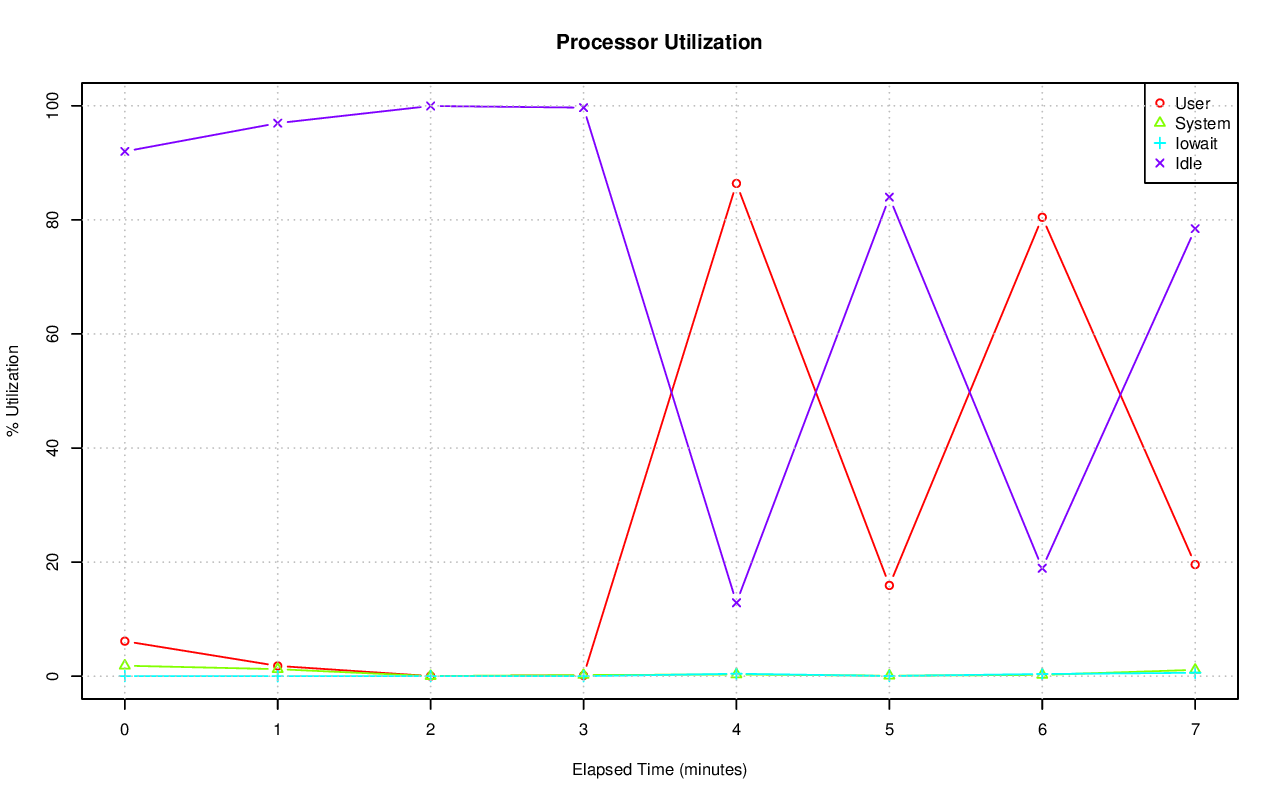 Processor Utilization
100
80
60
40
20
0
% Utilization
User
System
Iowait
Idle
0 1 2 3 4 5 6 7
Elapsed Time (minutes)